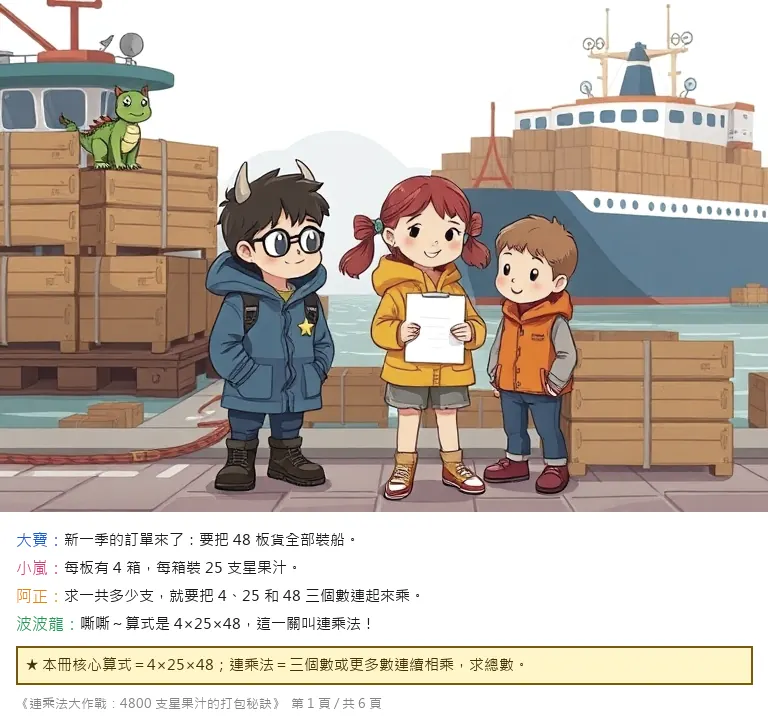 大寶：新一季的訂單來了：要把 48 板貨全部裝船。
小嵐：每板有 4 箱，每箱裝 25 支星果汁。
阿正：求一共多少支，就要把 4、25 和 48 三個數連起來乘。
波波龍：嘶嘶～算式是 4×25×48，這一關叫連乘法！
★ 本冊核心算式＝4×25×48；連乘法＝三個數或更多數連續相乘，求總數。
《連乘法大作戰：4800 支星果汁的打包秘訣》 第 1 頁 / 共 6 頁